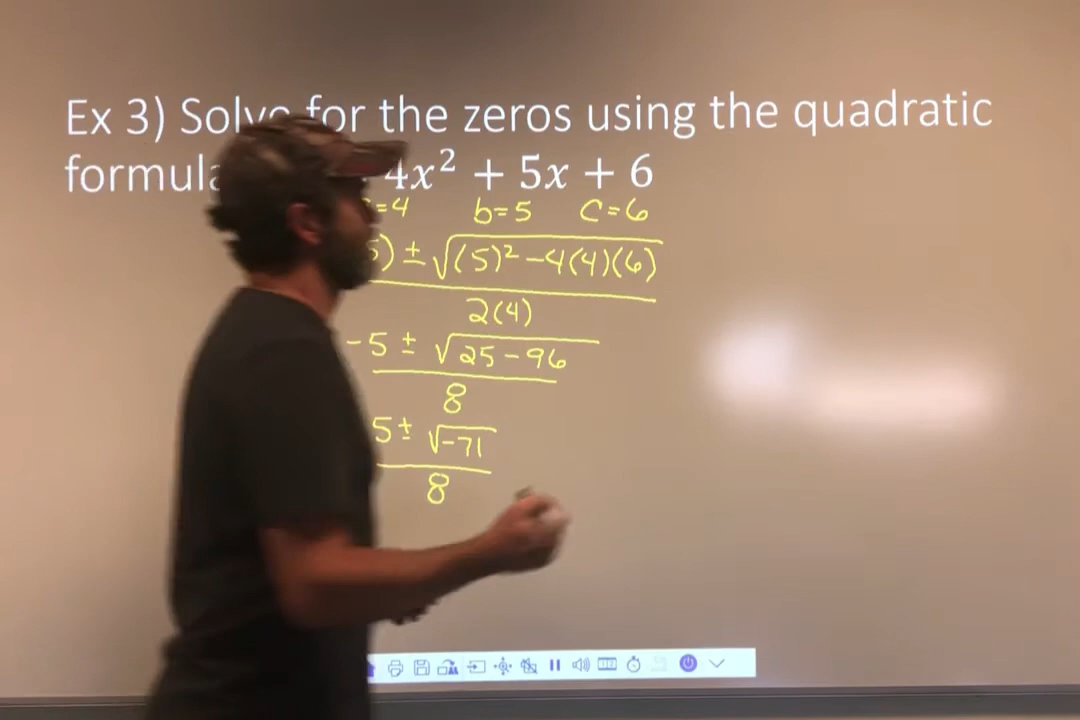 Ex 3) Solve for the zeros using the quadratic
formula 4x² + 5x + 6
=4 b=5 c=6
5) ± √(5)² -4(4)(6)
2(4)
-5 ± √25-96
8
5 ± √-71
8